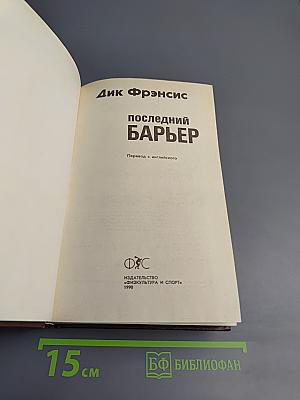 Дик Фрэнсис
последний
БАРЬЕР
Перевод с английского
ФиС
ИЗДАТЕЛЬСТВО
«ФИЗКУЛЬТУРА И СПОРТ»
1990
15 см
БФ БИБЛИОФАН